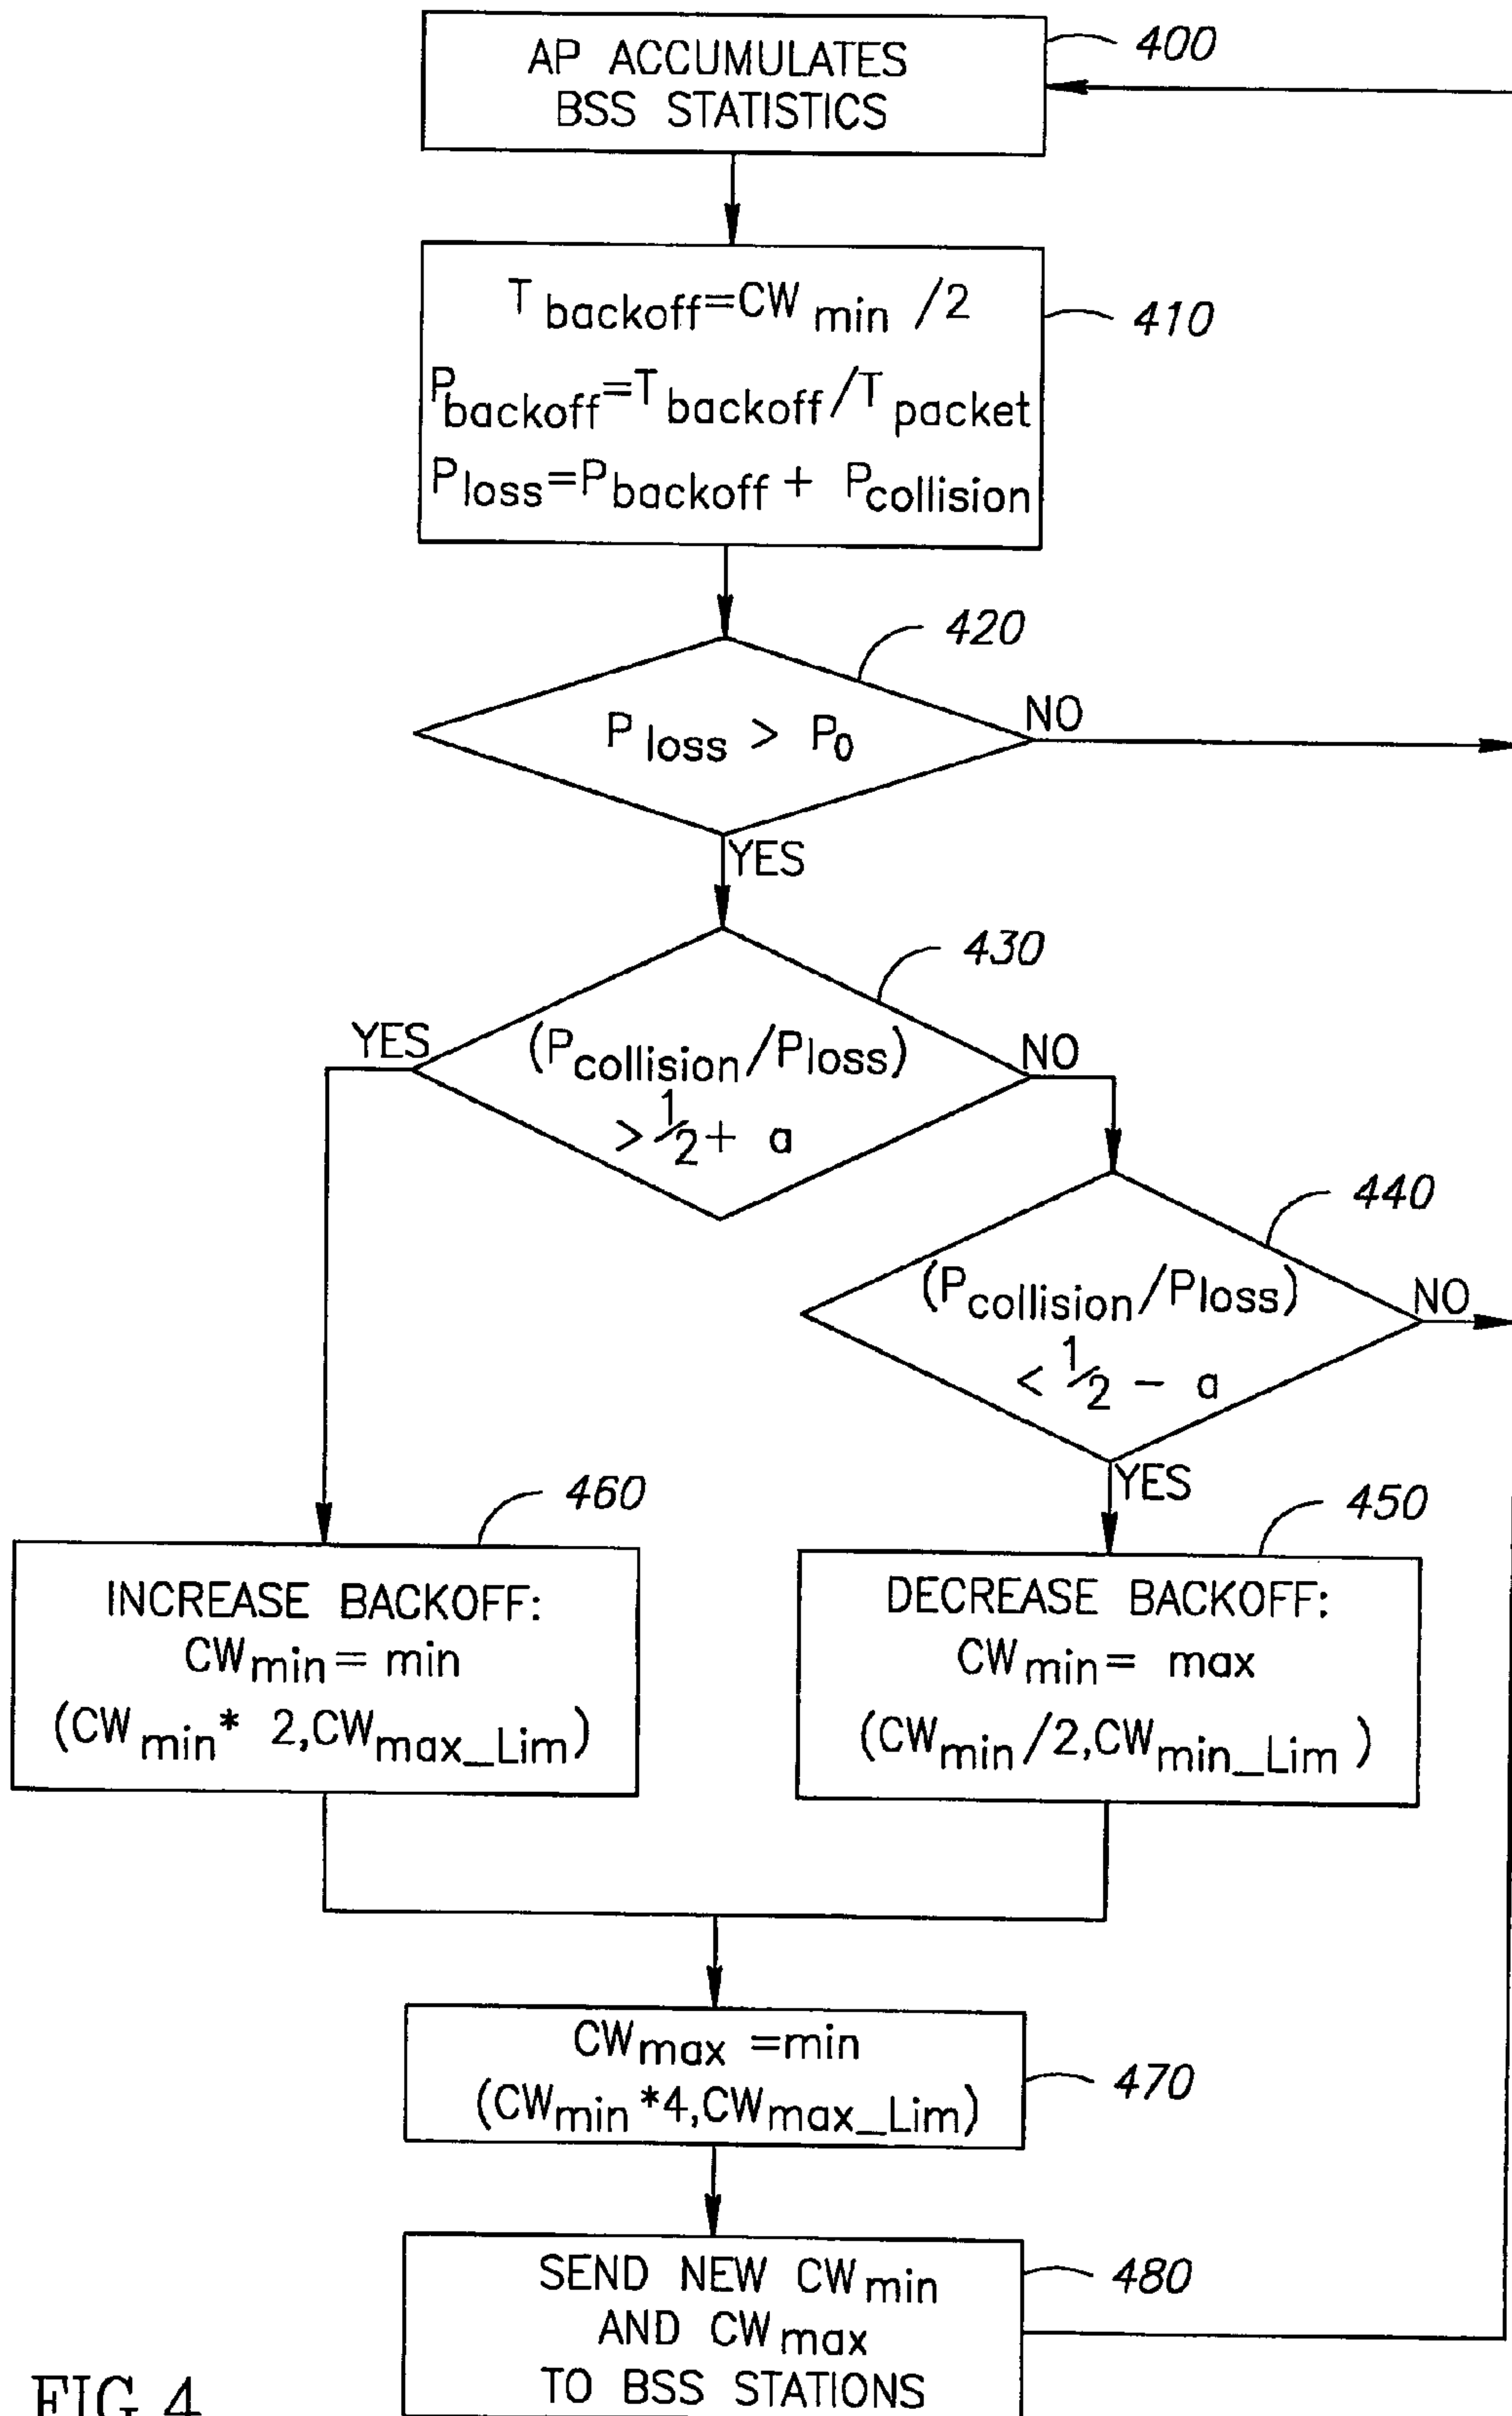 AP ACCUMULATES
BSS STATISTICS
400
T backoff=CW min /2
410
Pbackoff=T backoff/T packet
Ploss=Pbackoff+ Pcollision
420
P loss > P0
NO
YES
430
YES
(Pcollision/Ploss)
NO
> 1/2+ a
440
(Pcollision/Ploss)
NO
< 1/2 - a
YES
460
450
INCREASE BACKOFF:
CWmin= min
(CWmin* 2,CWmax_Lim)
DECREASE BACKOFF:
CWmin= max
(CWmin/2,CWmin_Lim )
CWmax =min
(CWmin*4,CWmax_Lim)
470
SEND NEW CWmin
AND CWmax
TO BSS STATIONS
480
FIG.4